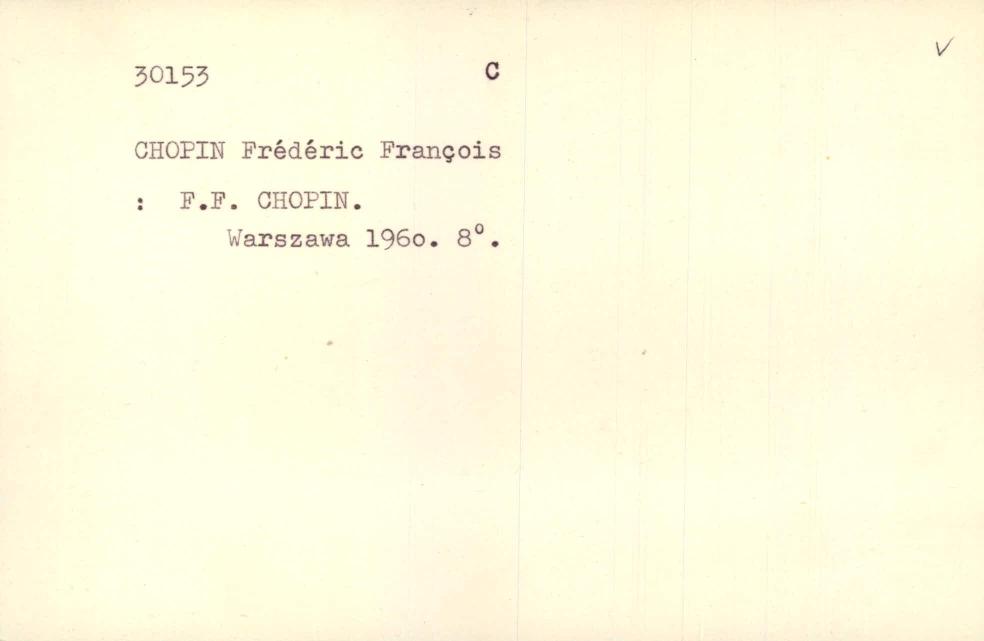 30153 C
CHOPIN Frédéric François
: F.F. CHOPIN.
Warszawa 196o. 8°.